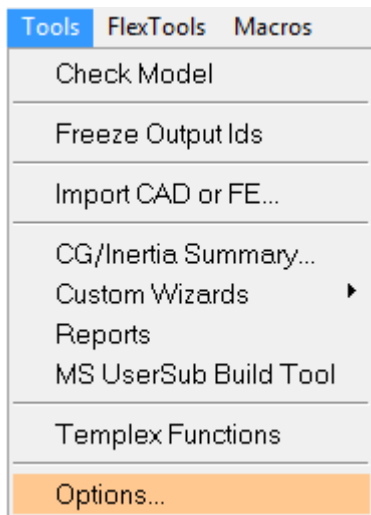 Tools FlexTools Macros
Check Model
Freeze Output Ids
Import CAD or FE...
CG/Inertia Summary...
Custom Wizards
Reports
MS UserSub Build Tool
Templex Functions
Options...